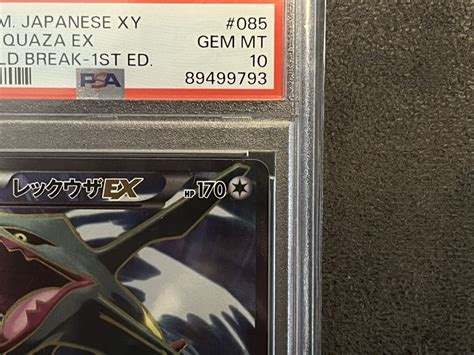 M. JAPANESE XY #085
QUAZA EX GEM MT
LD BREAK-1ST ED. 10
PSA 89499793
レックウザEX HP170